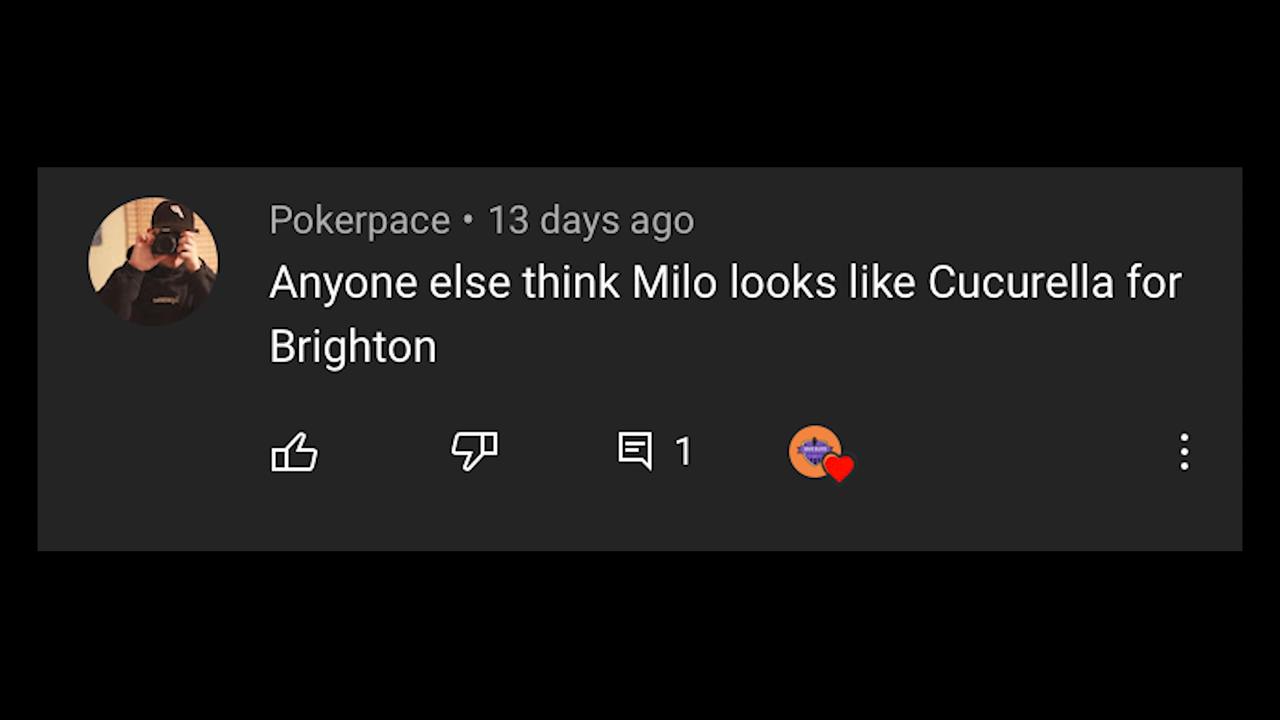 Pokerpace • 13 days ago
Anyone else think Milo looks like Cucurella for
Brighton
1